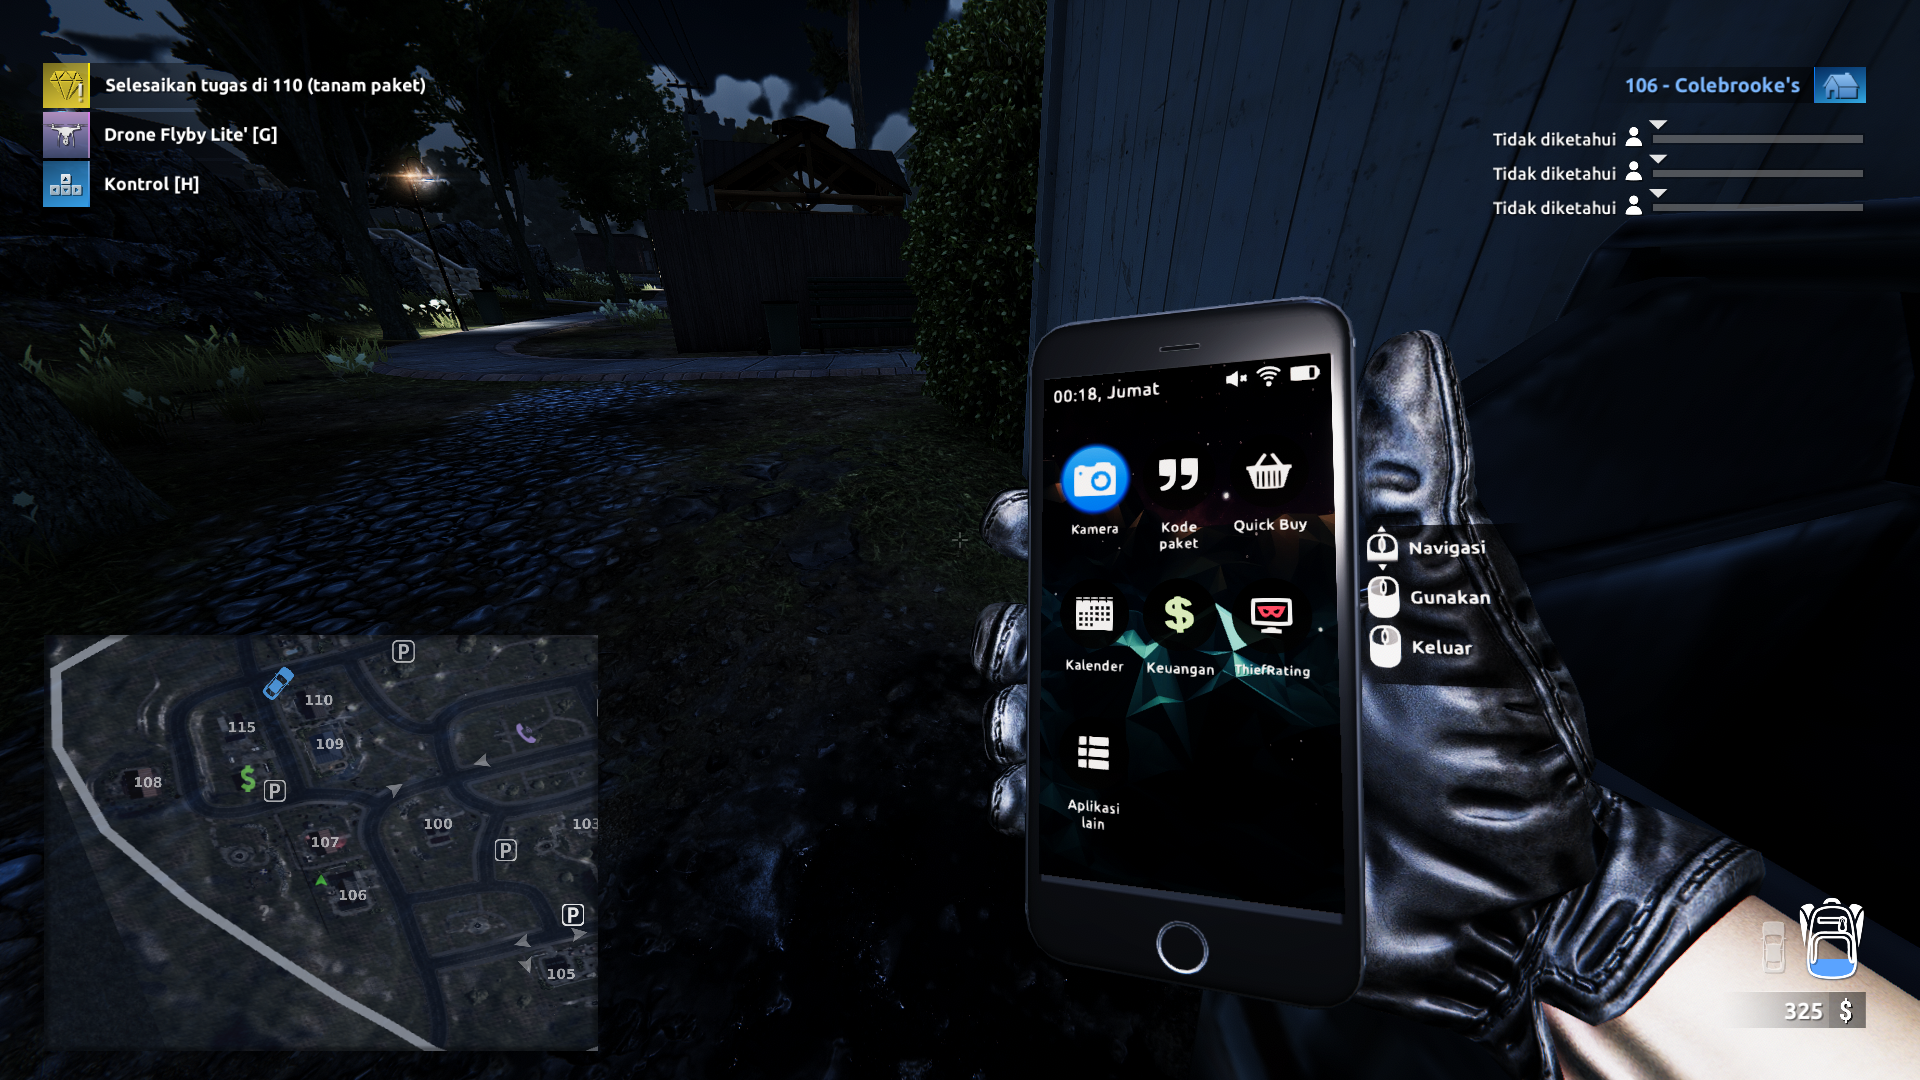 Selesaikan tugas di 110 (tanam paket)
Drone Flyby Lite' [G]
Kontrol [H]
106 - Colebrooke's
Tidak diketahui
Tidak diketahui
Tidak diketahui
00:18, Jumat
Kamera
Kode
paket
Quick Buy
Kalender
Keuangan
ThiefRating
Aplikasi
lain
Navigasi
Gunakan
Keluar
P
110
115
109
108
$
P
107
100
103
P
106
?
P
105
325 $